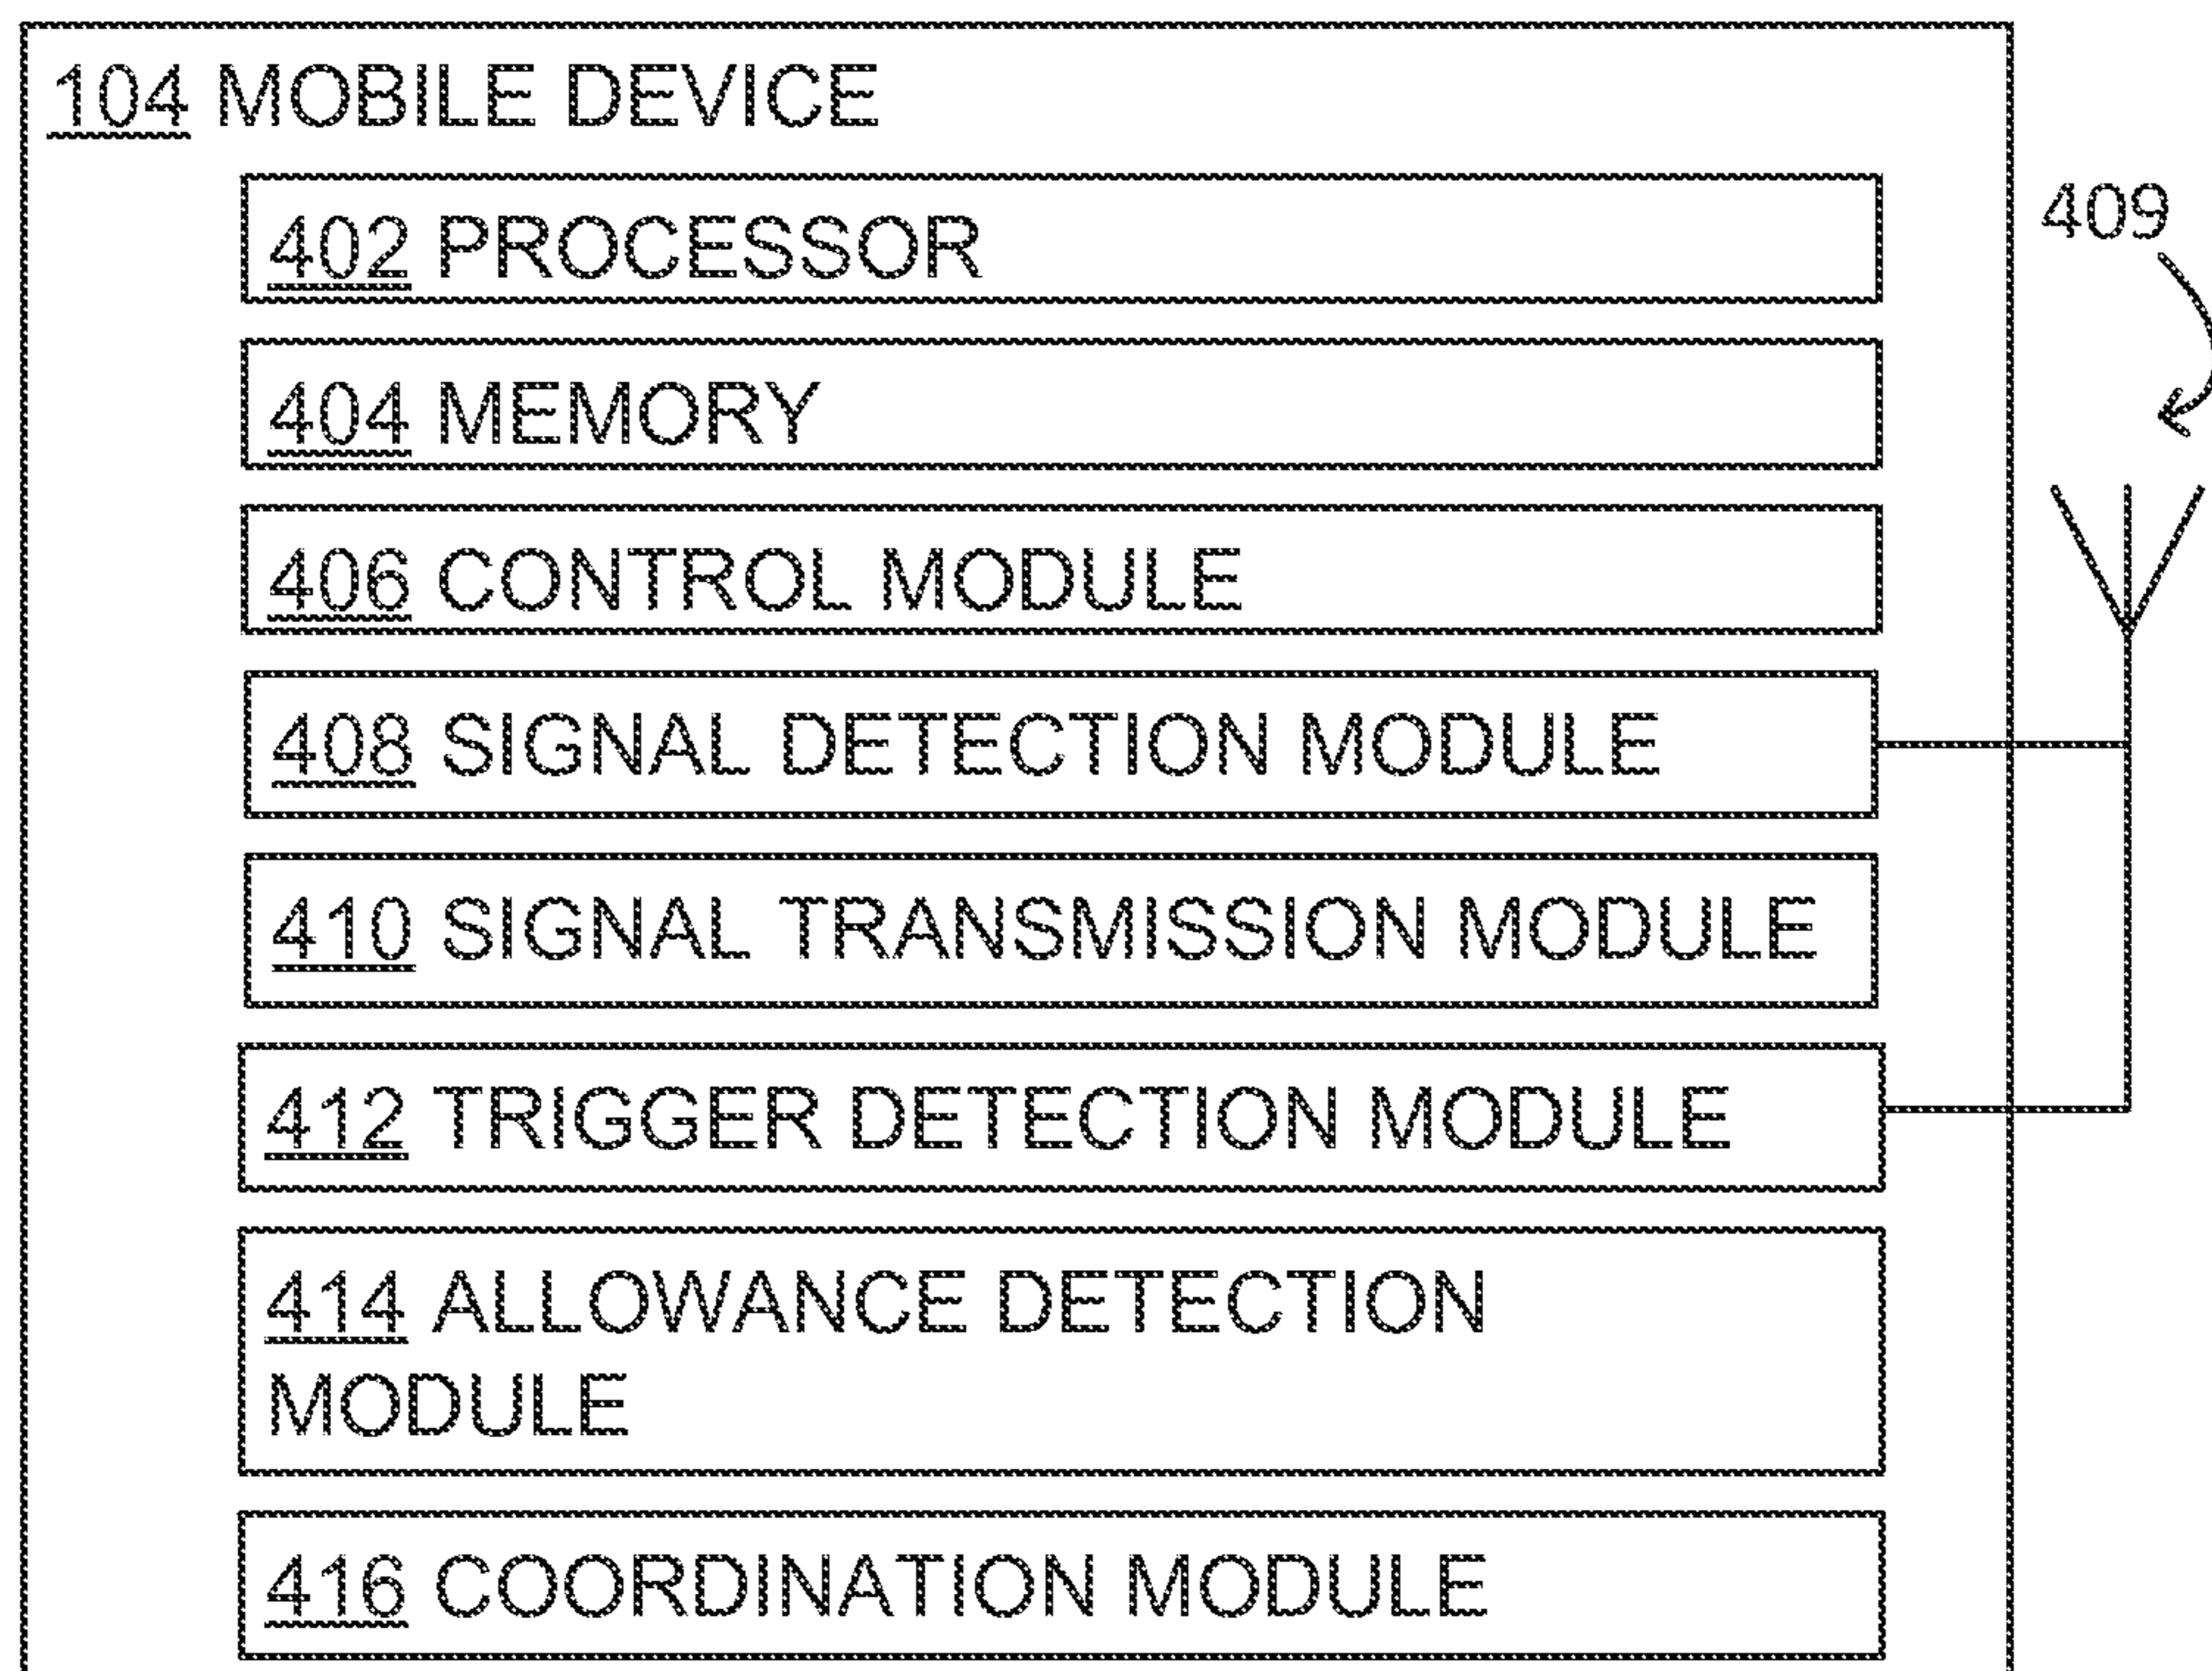 104 MOBILE DEVICE
402 PROCESSOR
409
404 MEMORY
406 CONTROL MODULE
408 SIGNAL DETECTION MODULE
410 SIGNAL TRANSMISSION MODULE
412 TRIGGER DETECTION MODULE
414 ALLOWANCE DETECTION
MODULE
416 COORDINATION MODULE